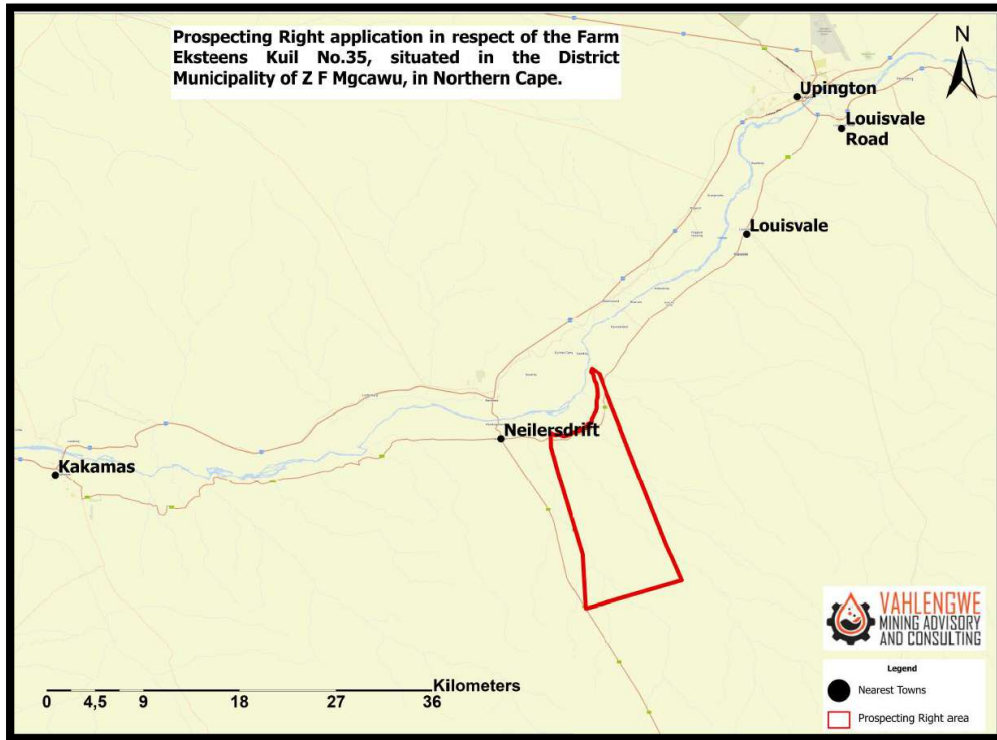 Prospecting Right application in respect of the Farm
Eksteens Kuil No.35, situated in the District
Municipality of Z F Mgcawu, in Northern Cape.
N
Upington
Louisvale
Road
Louisvale
Neilersdrift
Kakamas
Kilometers
0 4,5 9 18 27 36
VAHLENGWE
MINING ADVISORY
AND CONSULTING
Legend
Nearest Towns
Prospecting Right area